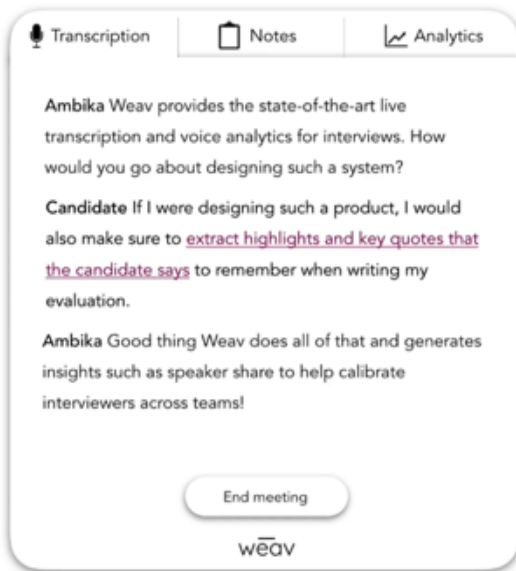 Transcription
Notes
Analytics
Ambika Weav provides the state-of-the-art live
transcription and voice analytics for interviews. How
would you go about designing such a system?
Candidate If I were designing such a product, I would
also make sure to extract highlights and key quotes that
the candidate says to remember when writing my
evaluation.
Ambika Good thing Weav does all of that and generates
insights such as speaker share to help calibrate
interviewers across teams!
End meeting
wēav